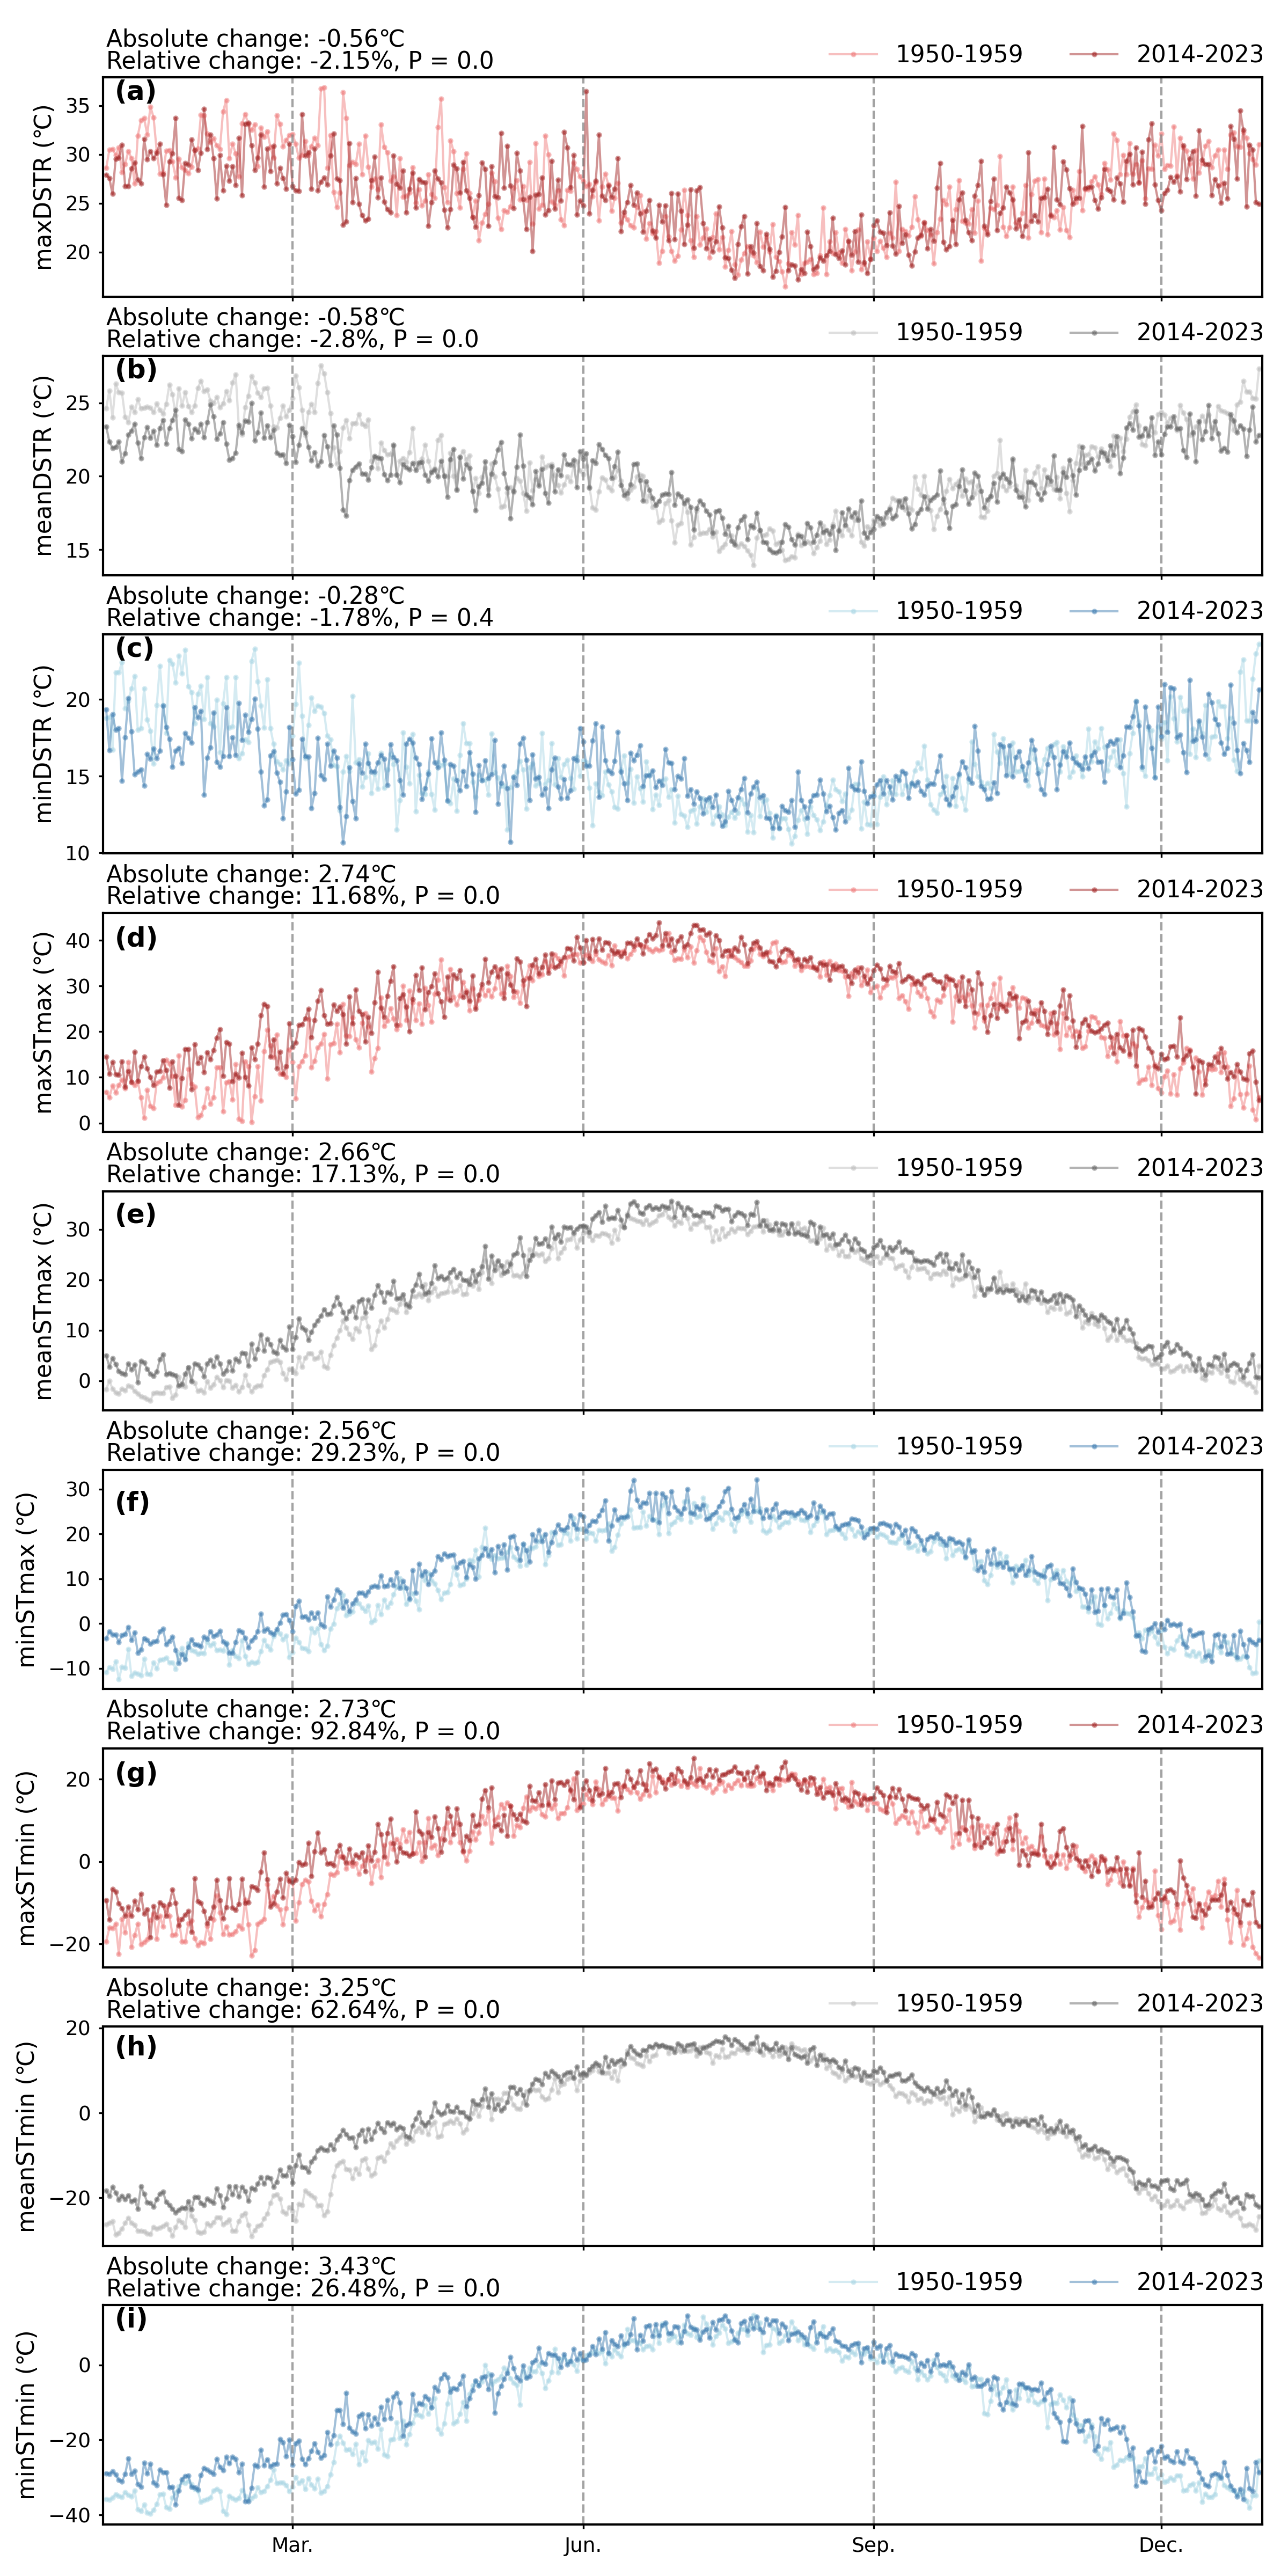 Absolute change: -0.56℃
Relative change: -2.15%, P = 0.0
1950-1959 2014-2023
(a)
maxDSTR (℃)
35
30
25
20
Absolute change: -0.58℃
Relative change: -2.8%, P = 0.0
1950-1959 2014-2023
(b)
meanDSTR (℃)
25
20
15
Absolute change: -0.28℃
Relative change: -1.78%, P = 0.4
1950-1959 2014-2023
(c)
minDSTR (℃)
20
15
10
Absolute change: 2.74℃
Relative change: 11.68%, P = 0.0
1950-1959 2014-2023
(d)
maxSTmax (℃)
40
30
20
10
0
Absolute change: 2.66℃
Relative change: 17.13%, P = 0.0
1950-1959 2014-2023
(e)
meanSTmax (℃)
30
20
10
0
Absolute change: 2.56℃
Relative change: 29.23%, P = 0.0
1950-1959 2014-2023
(f)
minSTmax (℃)
30
20
10
0
−10
Absolute change: 2.73℃
Relative change: 92.84%, P = 0.0
1950-1959 2014-2023
(g)
maxSTmin (℃)
20
0
−20
Absolute change: 3.25℃
Relative change: 62.64%, P = 0.0
1950-1959 2014-2023
(h)
meanSTmin (℃)
20
0
−20
Absolute change: 3.43℃
Relative change: 26.48%, P = 0.0
1950-1959 2014-2023
(i)
minSTmin (℃)
0
−20
−40
Mar. Jun. Sep. Dec.